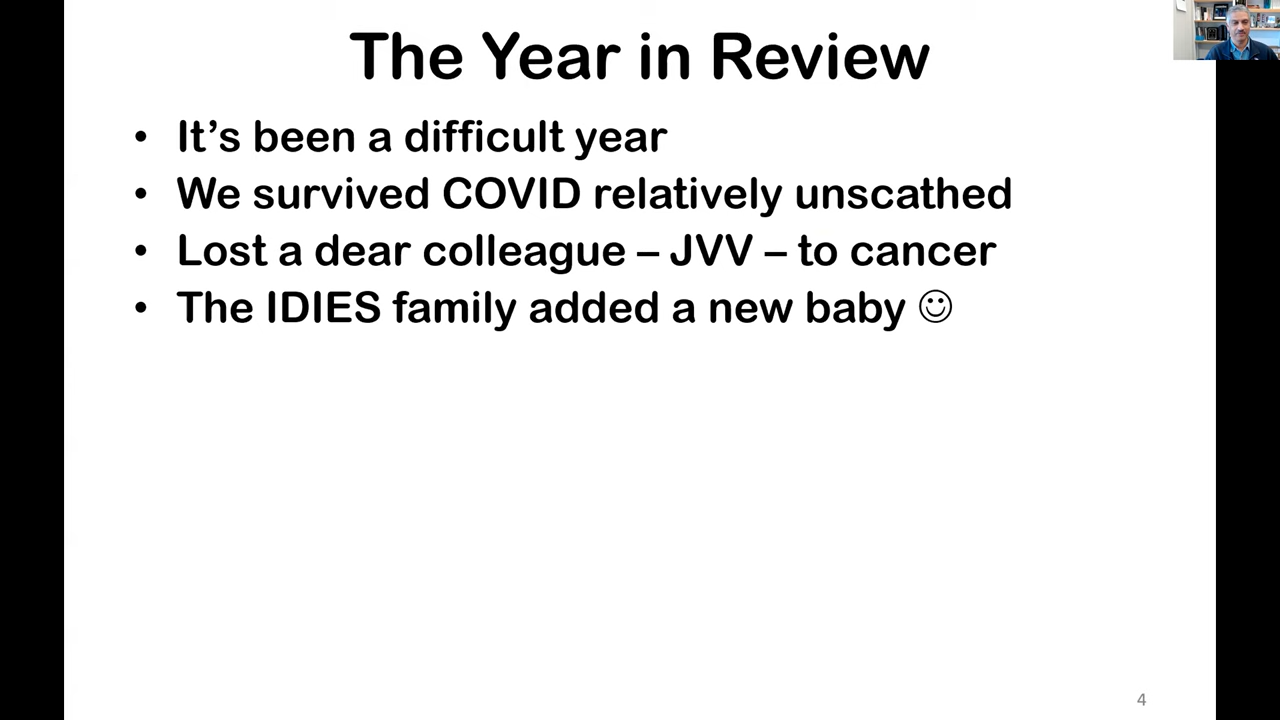 The Year in Review
• It's been a difficult year
• We survived COVID relatively unscathed
• Lost a dear colleague – JVV – to cancer
• The IDIES family added a new baby ☺
4